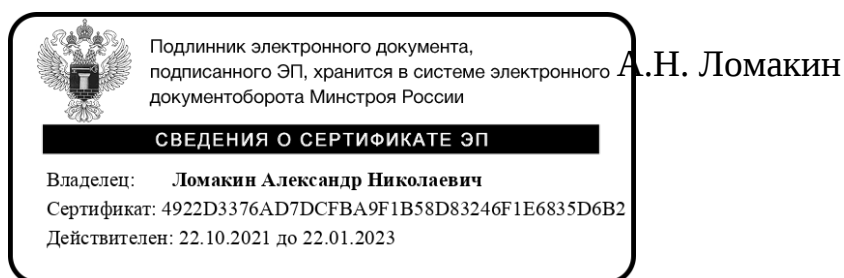 Подлинник электронного документа,
подписанного ЭП, хранится в системе электронного
документоборота Минстроя России
А.Н. Ломакин
СВЕДЕНИЯ О СЕРТИФИКАТЕ ЭП
Владелец: Ломакин Александр Николаевич
Сертификат: 4922D3376AD7DCFBA9F1B58D83246F1E6835D6B2
Действителен: 22.10.2021 до 22.01.2023